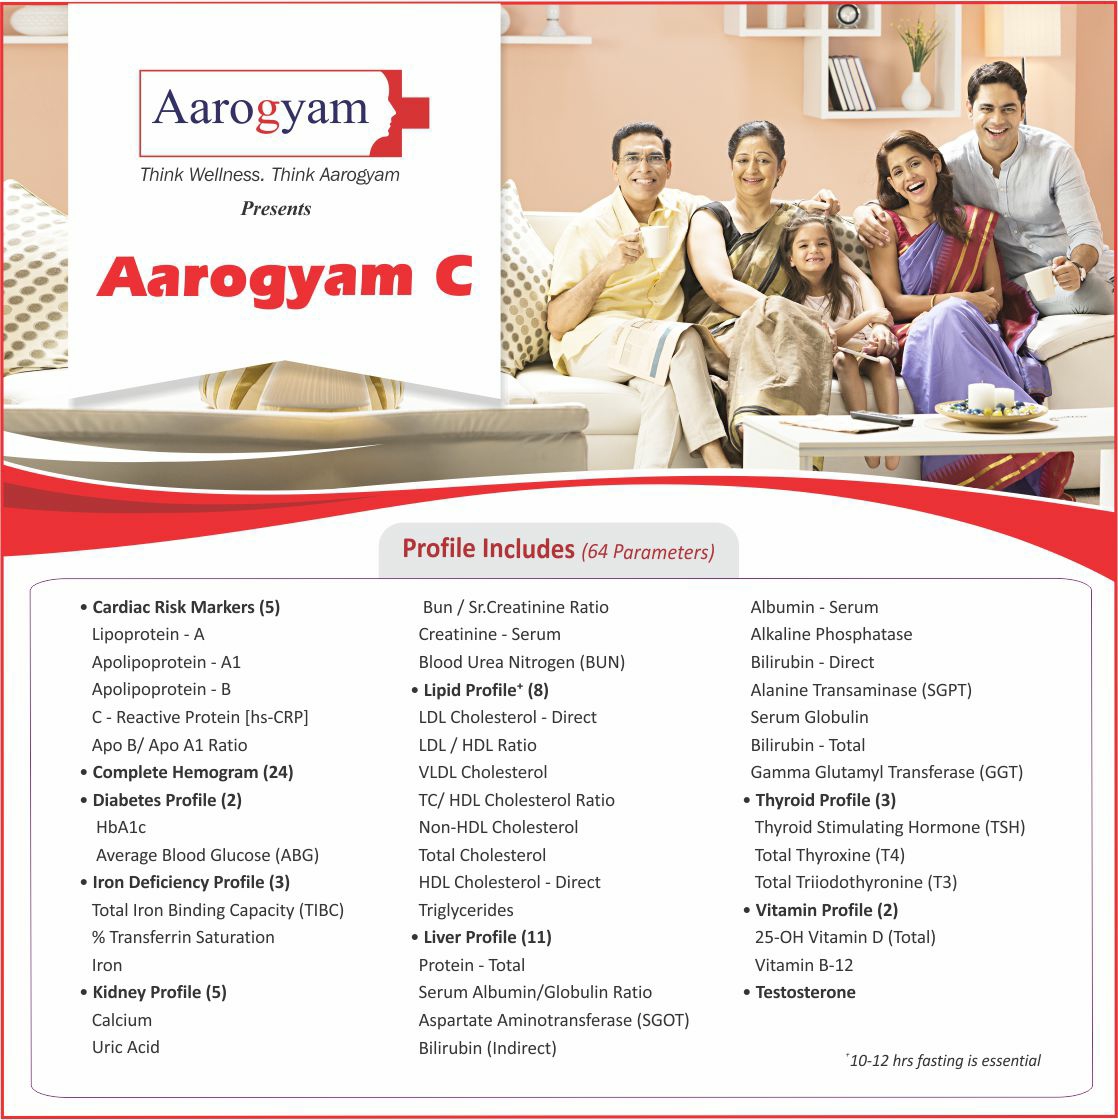 Aarogyam
Think Wellness. Think Aarogyam
Presents
Aarogyam C
Profile Includes (64 Parameters)
• Cardiac Risk Markers (5)
Lipoprotein - A
Apolipoprotein - A1
Apolipoprotein - B
C - Reactive Protein [hs-CRP]
Apo B/ Apo A1 Ratio
• Complete Hemogram (24)
• Diabetes Profile (2)
HbA1c
Average Blood Glucose (ABG)
• Iron Deficiency Profile (3)
Total Iron Binding Capacity (TIBC)
% Transferrin Saturation
Iron
• Kidney Profile (5)
Calcium
Uric Acid
Bun / Sr.Creatinine Ratio
Creatinine - Serum
Blood Urea Nitrogen (BUN)
• Lipid Profile⁺ (8)
LDL Cholesterol - Direct
LDL / HDL Ratio
VLDL Cholesterol
TC/ HDL Cholesterol Ratio
Non-HDL Cholesterol
Total Cholesterol
HDL Cholesterol - Direct
Triglycerides
• Liver Profile (11)
Protein - Total
Serum Albumin/Globulin Ratio
Aspartate Aminotransferase (SGOT)
Bilirubin (Indirect)
Albumin - Serum
Alkaline Phosphatase
Bilirubin - Direct
Alanine Transaminase (SGPT)
Serum Globulin
Bilirubin - Total
Gamma Glutamyl Transferase (GGT)
• Thyroid Profile (3)
Thyroid Stimulating Hormone (TSH)
Total Thyroxine (T4)
Total Triiodothyronine (T3)
• Vitamin Profile (2)
25-OH Vitamin D (Total)
Vitamin B-12
• Testosterone
⁺10-12 hrs fasting is essential